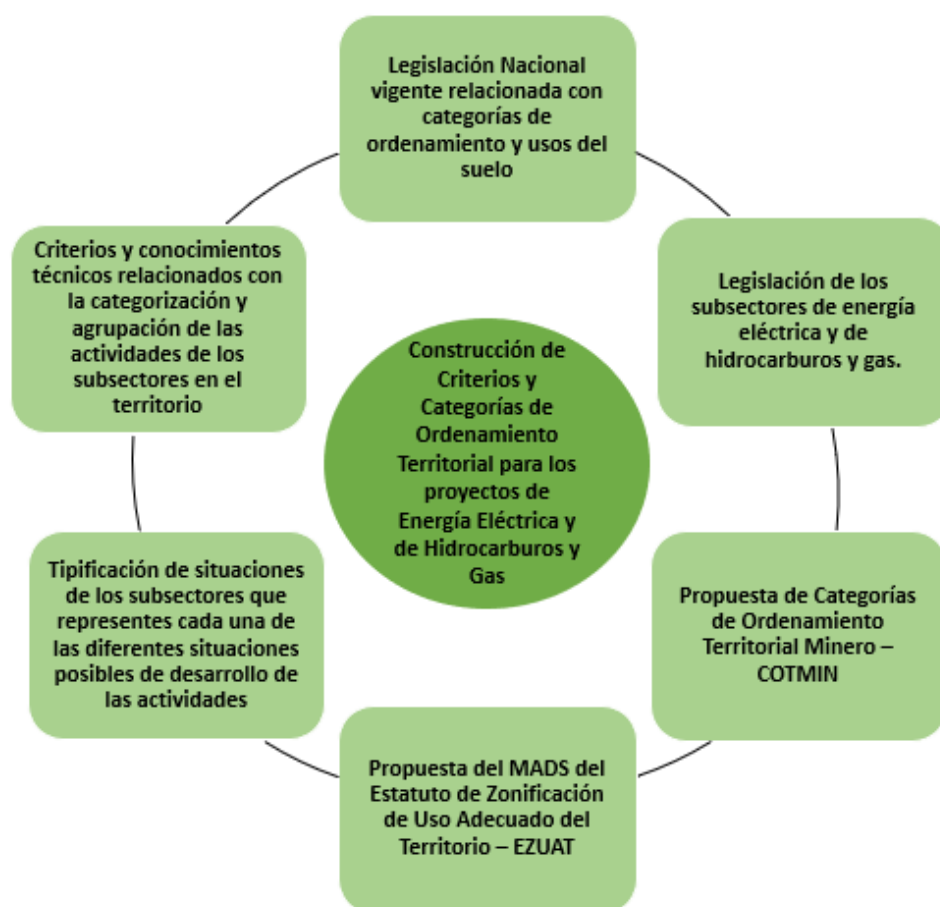 Legislación Nacional
vigente relacionada con
categorías de
ordenamiento y usos del
suelo
Legislación de los
subsectores de energía
eléctrica y de
hidrocarburos y gas.
Propuesta de Categorías
de Ordenamiento
Territorial Minero –
COTMIN
Propuesta del MADS del
Estatuto de Zonificación
de Uso Adecuado del
Territorio – EZUAT
Tipificación de situaciones
de los subsectores que
representes cada una de
las diferentes situaciones
posibles de desarrollo de
las actividades
Criterios y conocimientos
técnicos relacionados con
la categorización y
agrupación de las
actividades de los
subsectores en el
territorio
Construcción de
Criterios y
Categorías de
Ordenamiento
Territorial para los
proyectos de
Energía Eléctrica y
de Hidrocarburos y
Gas